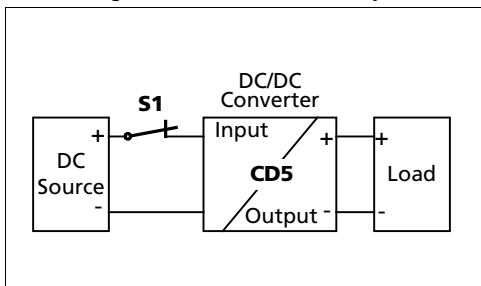 DC/DC
Converter
S1
Input
+
+
+
DC
Source
CD5
Load
-
Output
-
-